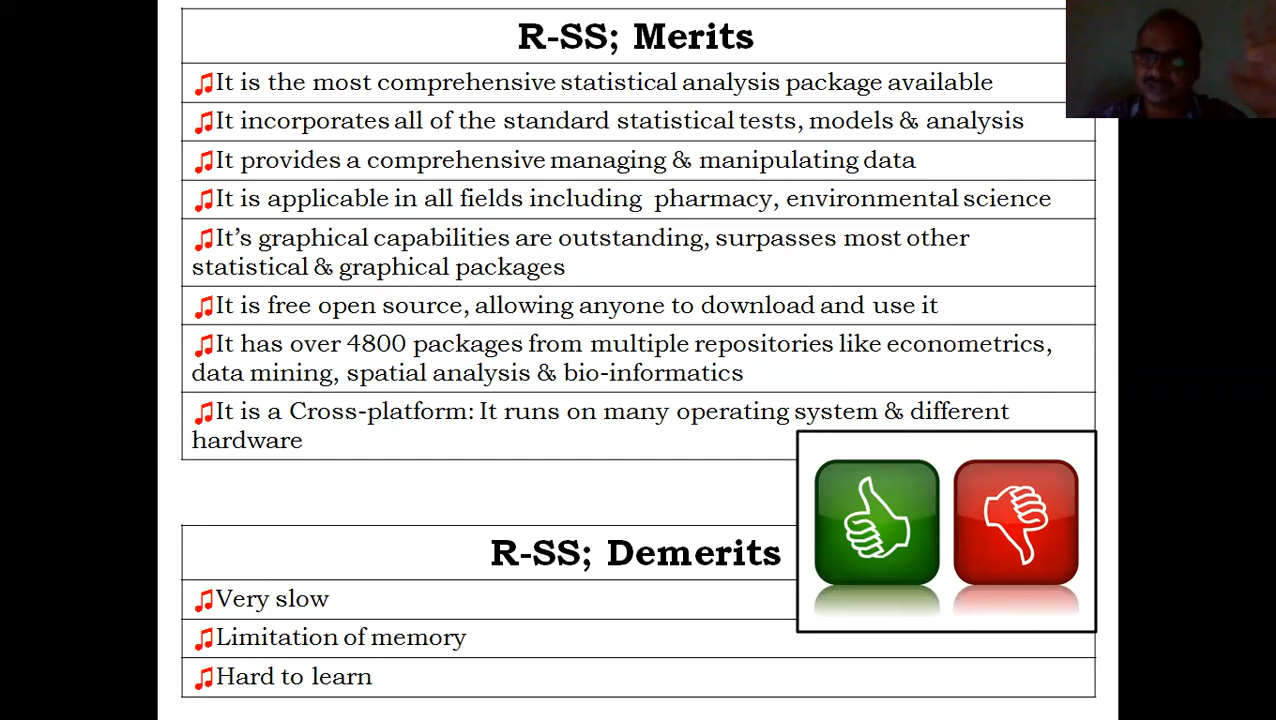 R-SS; Merits
♫It is the most comprehensive statistical analysis package available
♫It incorporates all of the standard statistical tests, models & analysis
♫It provides a comprehensive managing & manipulating data
♫It is applicable in all fields including pharmacy, environmental science
♫It's graphical capabilities are outstanding, surpasses most other
statistical & graphical packages
♫It is free open source, allowing anyone to download and use it
♫It has over 4800 packages from multiple repositories like econometrics,
data mining, spatial analysis & bio-informatics
♫It is a Cross-platform: It runs on many operating system & different
hardware
R-SS; Demerits
♫Very slow
♫Limitation of memory
♫Hard to learn